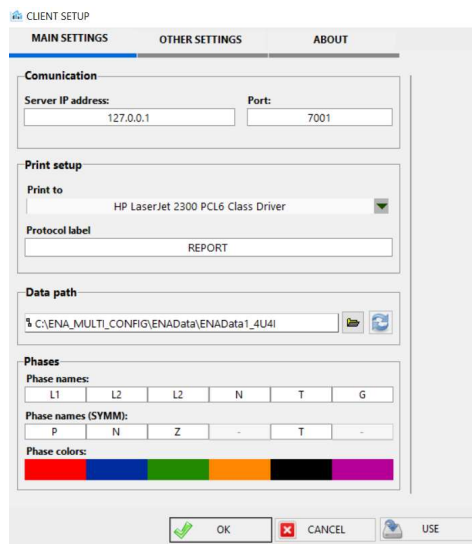 CLIENT SETUP
MAIN SETTINGS OTHER SETTINGS ABOUT
Comunication
Server IP address: Port:
127.0.0.1 7001
Print setup
Print to
HP LaserJet 2300 PCL6 Class Driver
Protocol label
REPORT
Data path
C:\ENA_MULTI_CONFIG\ENAData\ENAData1_4U4I
Phases
Phase names:
L1 L2 L2 N T G
Phase names (SYMM):
P N Z - T -
Phase colors:
OK CANCEL USE